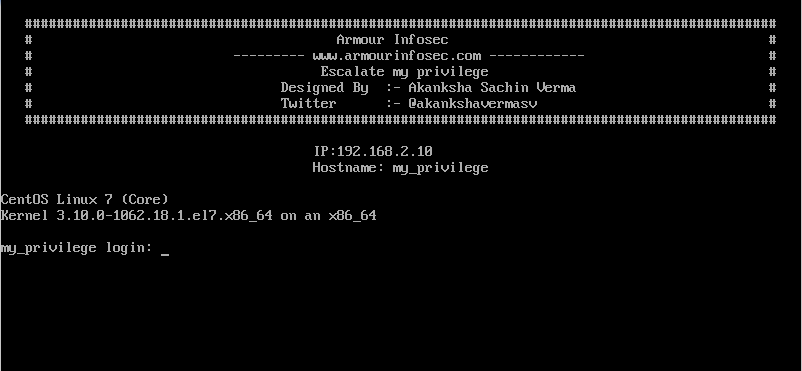 ###############################################################################################
# Armour Infosec #
# --------- www.armourinfosec.com ------------ #
# Escalate my privilege #
# Designed By :- Akanksha Sachin Verma #
# Twitter :- @akankshavermasv #
###############################################################################################
IP:192.168.2.10
Hostname: my_privilege
CentOS Linux 7 (Core)
Kernel 3.10.0-1062.18.1.el7.x86_64 on an x86_64
my_privilege login: _